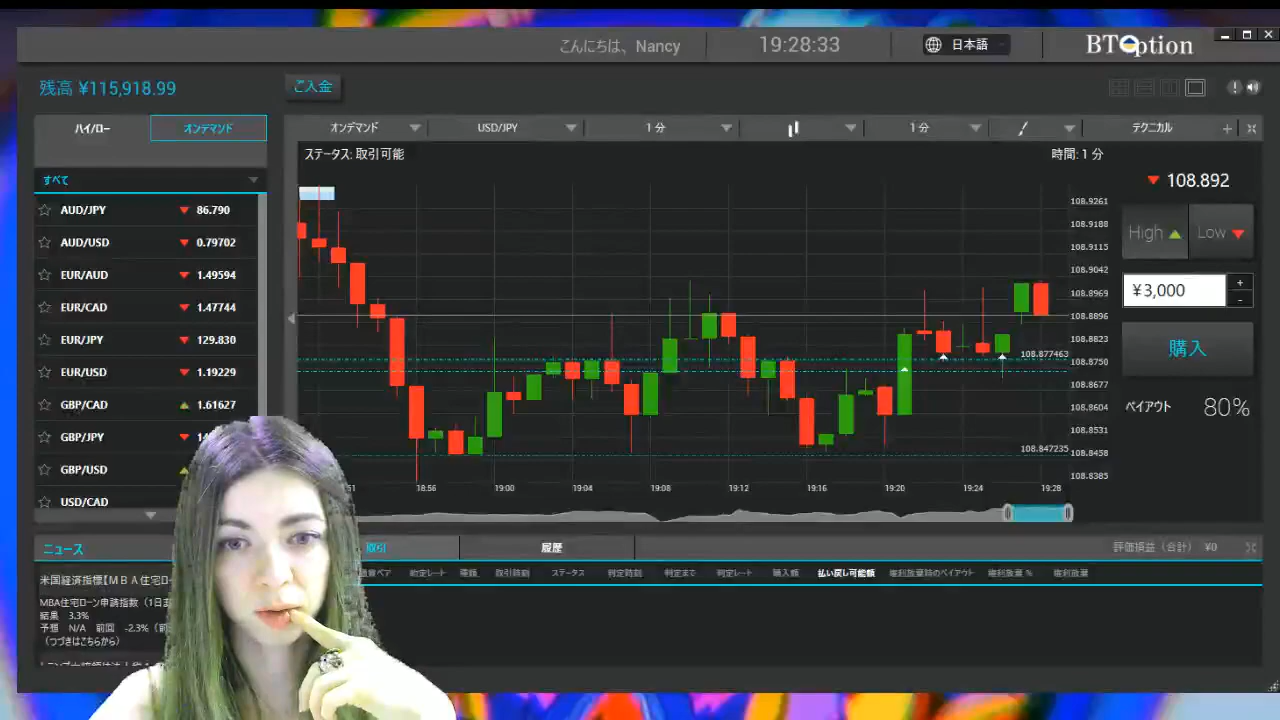 こんにちは、Nancy
19:28:33
日本語
BTOption
残高 ¥115,918.99
ご入金
ハイ/ロー
オンデマンド
オンデマンド
USD/JPY
1 分
1 分
テクニカル
ステータス: 取引可能
時間: 1 分
すべて
AUD/JPY 86.790
AUD/USD 0.79702
EUR/AUD 1.49594
EUR/CAD 1.47744
EUR/JPY 129.830
EUR/USD 1.19229
GBP/CAD 1.61627
GBP/JPY
GBP/USD
USD/CAD
108.9261
108.9188
108.9115
108.9042
108.8969
108.8896
108.8823
108.877463
108.8750
108.8677
108.8604
108.8531
108.847235
108.8458
108.8385
18:56
19:00
19:04
19:08
19:12
19:16
19:20
19:24
19:28
108.892
High
Low
¥3,000
+
-
購入
ペイアウト 80%
ニュース
取引
履歴
評価損益（合計） ¥0
約定レート
種類
取引時刻
ステータス
判定時刻
判定まで
判定レート
購入額
払い戻し可能額
権利放棄時のペイアウト
権利放棄 %
権利放棄
米国経済指標【ＭＢＡ住宅ロー
MBA住宅ローン申請指数（1日ま
結果 3.3%
予想 N/A 前回 -2.3%
（つづきはこちらから）